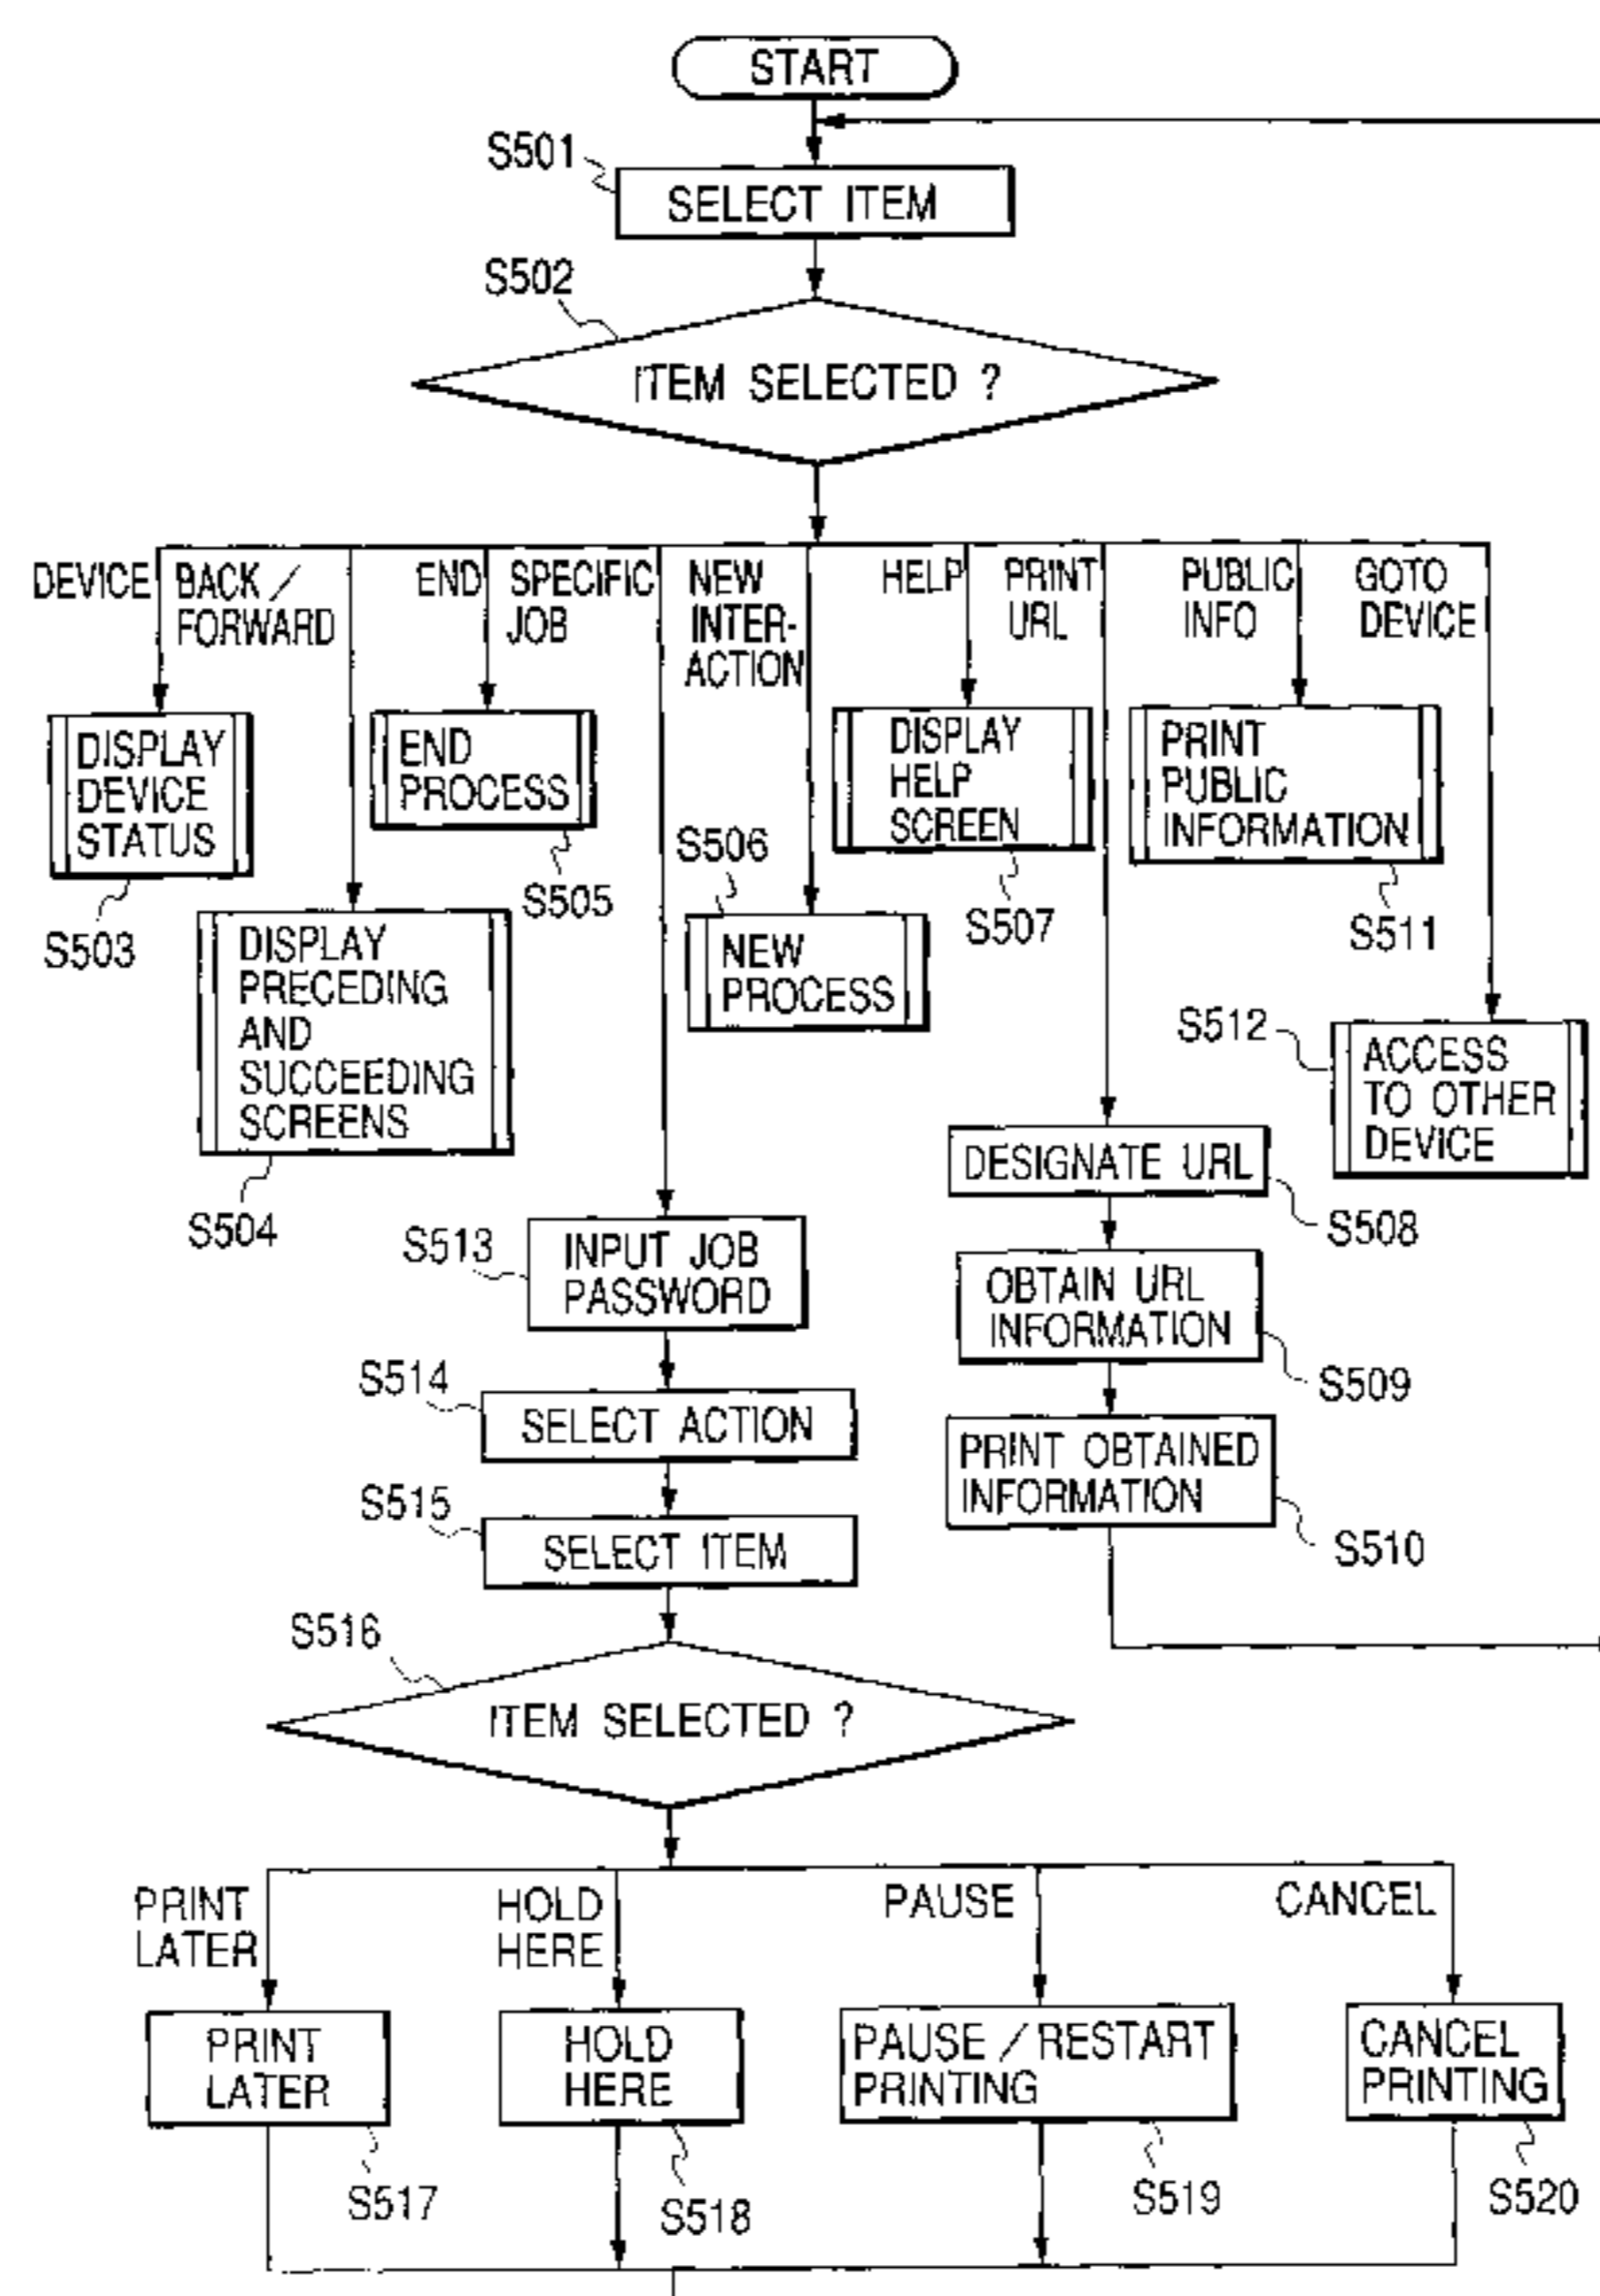 START
S501
SELECT ITEM
S502
ITEM SELECTED ?
DEVICE
BACK /
FORWARD
END
SPECIFIC
JOB
NEW
INTER-
ACTION
HELP
PRINT
URL
PUBLIC
INFO
GOTO
DEVICE
DISPLAY
DEVICE
STATUS
S503
END
PROCESS
S505
DISPLAY
HELP
SCREEN
S507
PRINT
PUBLIC
INFORMATION
S511
DISPLAY
PRECEDING
AND
SUCCEEDING
SCREENS
S504
S506
NEW
PROCESS
S512
ACCESS
TO OTHER
DEVICE
DESIGNATE URL
S508
S513
INPUT JOB
PASSWORD
OBTAIN URL
INFORMATION
S509
S514
SELECT ACTION
PRINT OBTAINED
INFORMATION
S510
S515
SELECT ITEM
S516
ITEM SELECTED ?
PRINT
LATER
HOLD
HERE
PAUSE
CANCEL
PRINT
LATER
S517
HOLD
HERE
S518
PAUSE / RESTART
PRINTING
S519
CANCEL
PRINTING
S520